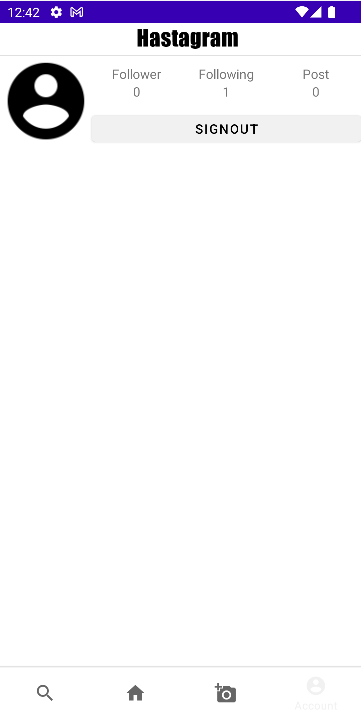 12:42
Hastagram
Follower Following Post
0 1 0
SIGNOUT
Account